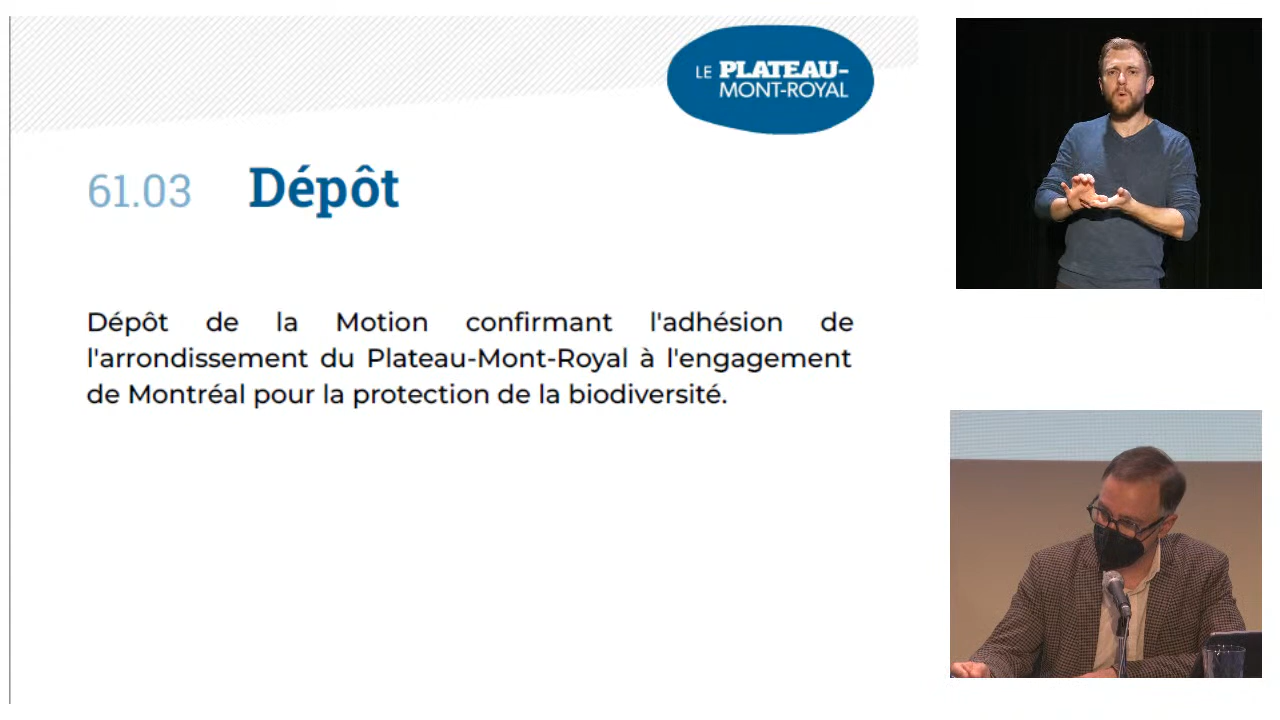 LE PLATEAU-
MONT-ROYAL
61.03 Dépôt
Dépôt de la Motion confirmant l'adhésion de
l'arrondissement du Plateau-Mont-Royal à l'engagement
de Montréal pour la protection de la biodiversité.